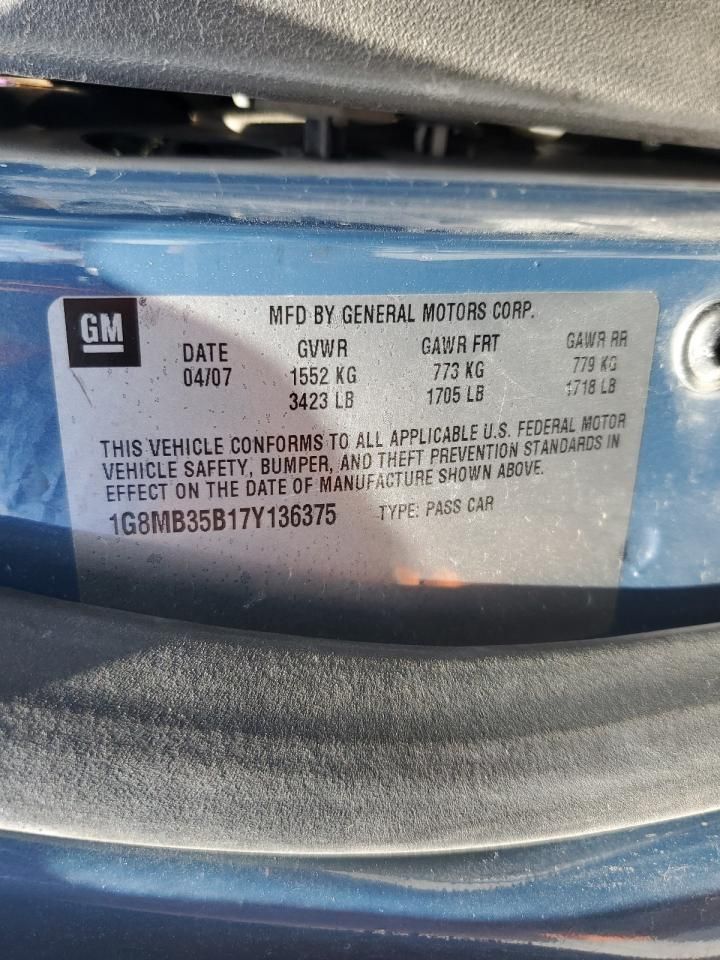 GM
MFD BY GENERAL MOTORS CORP.
DATE GVWR GAWR FRT GAWR RR
04/07 1552 KG 773 KG 779 KG
3423 LB 1705 LB 1718 LB
THIS VEHICLE CONFORMS TO ALL APPLICABLE U.S. FEDERAL MOTOR
VEHICLE SAFETY, BUMPER, AND THEFT PREVENTION STANDARDS IN
EFFECT ON THE DATE OF MANUFACTURE SHOWN ABOVE.
1G8MB35B17Y136375 TYPE: PASS CAR